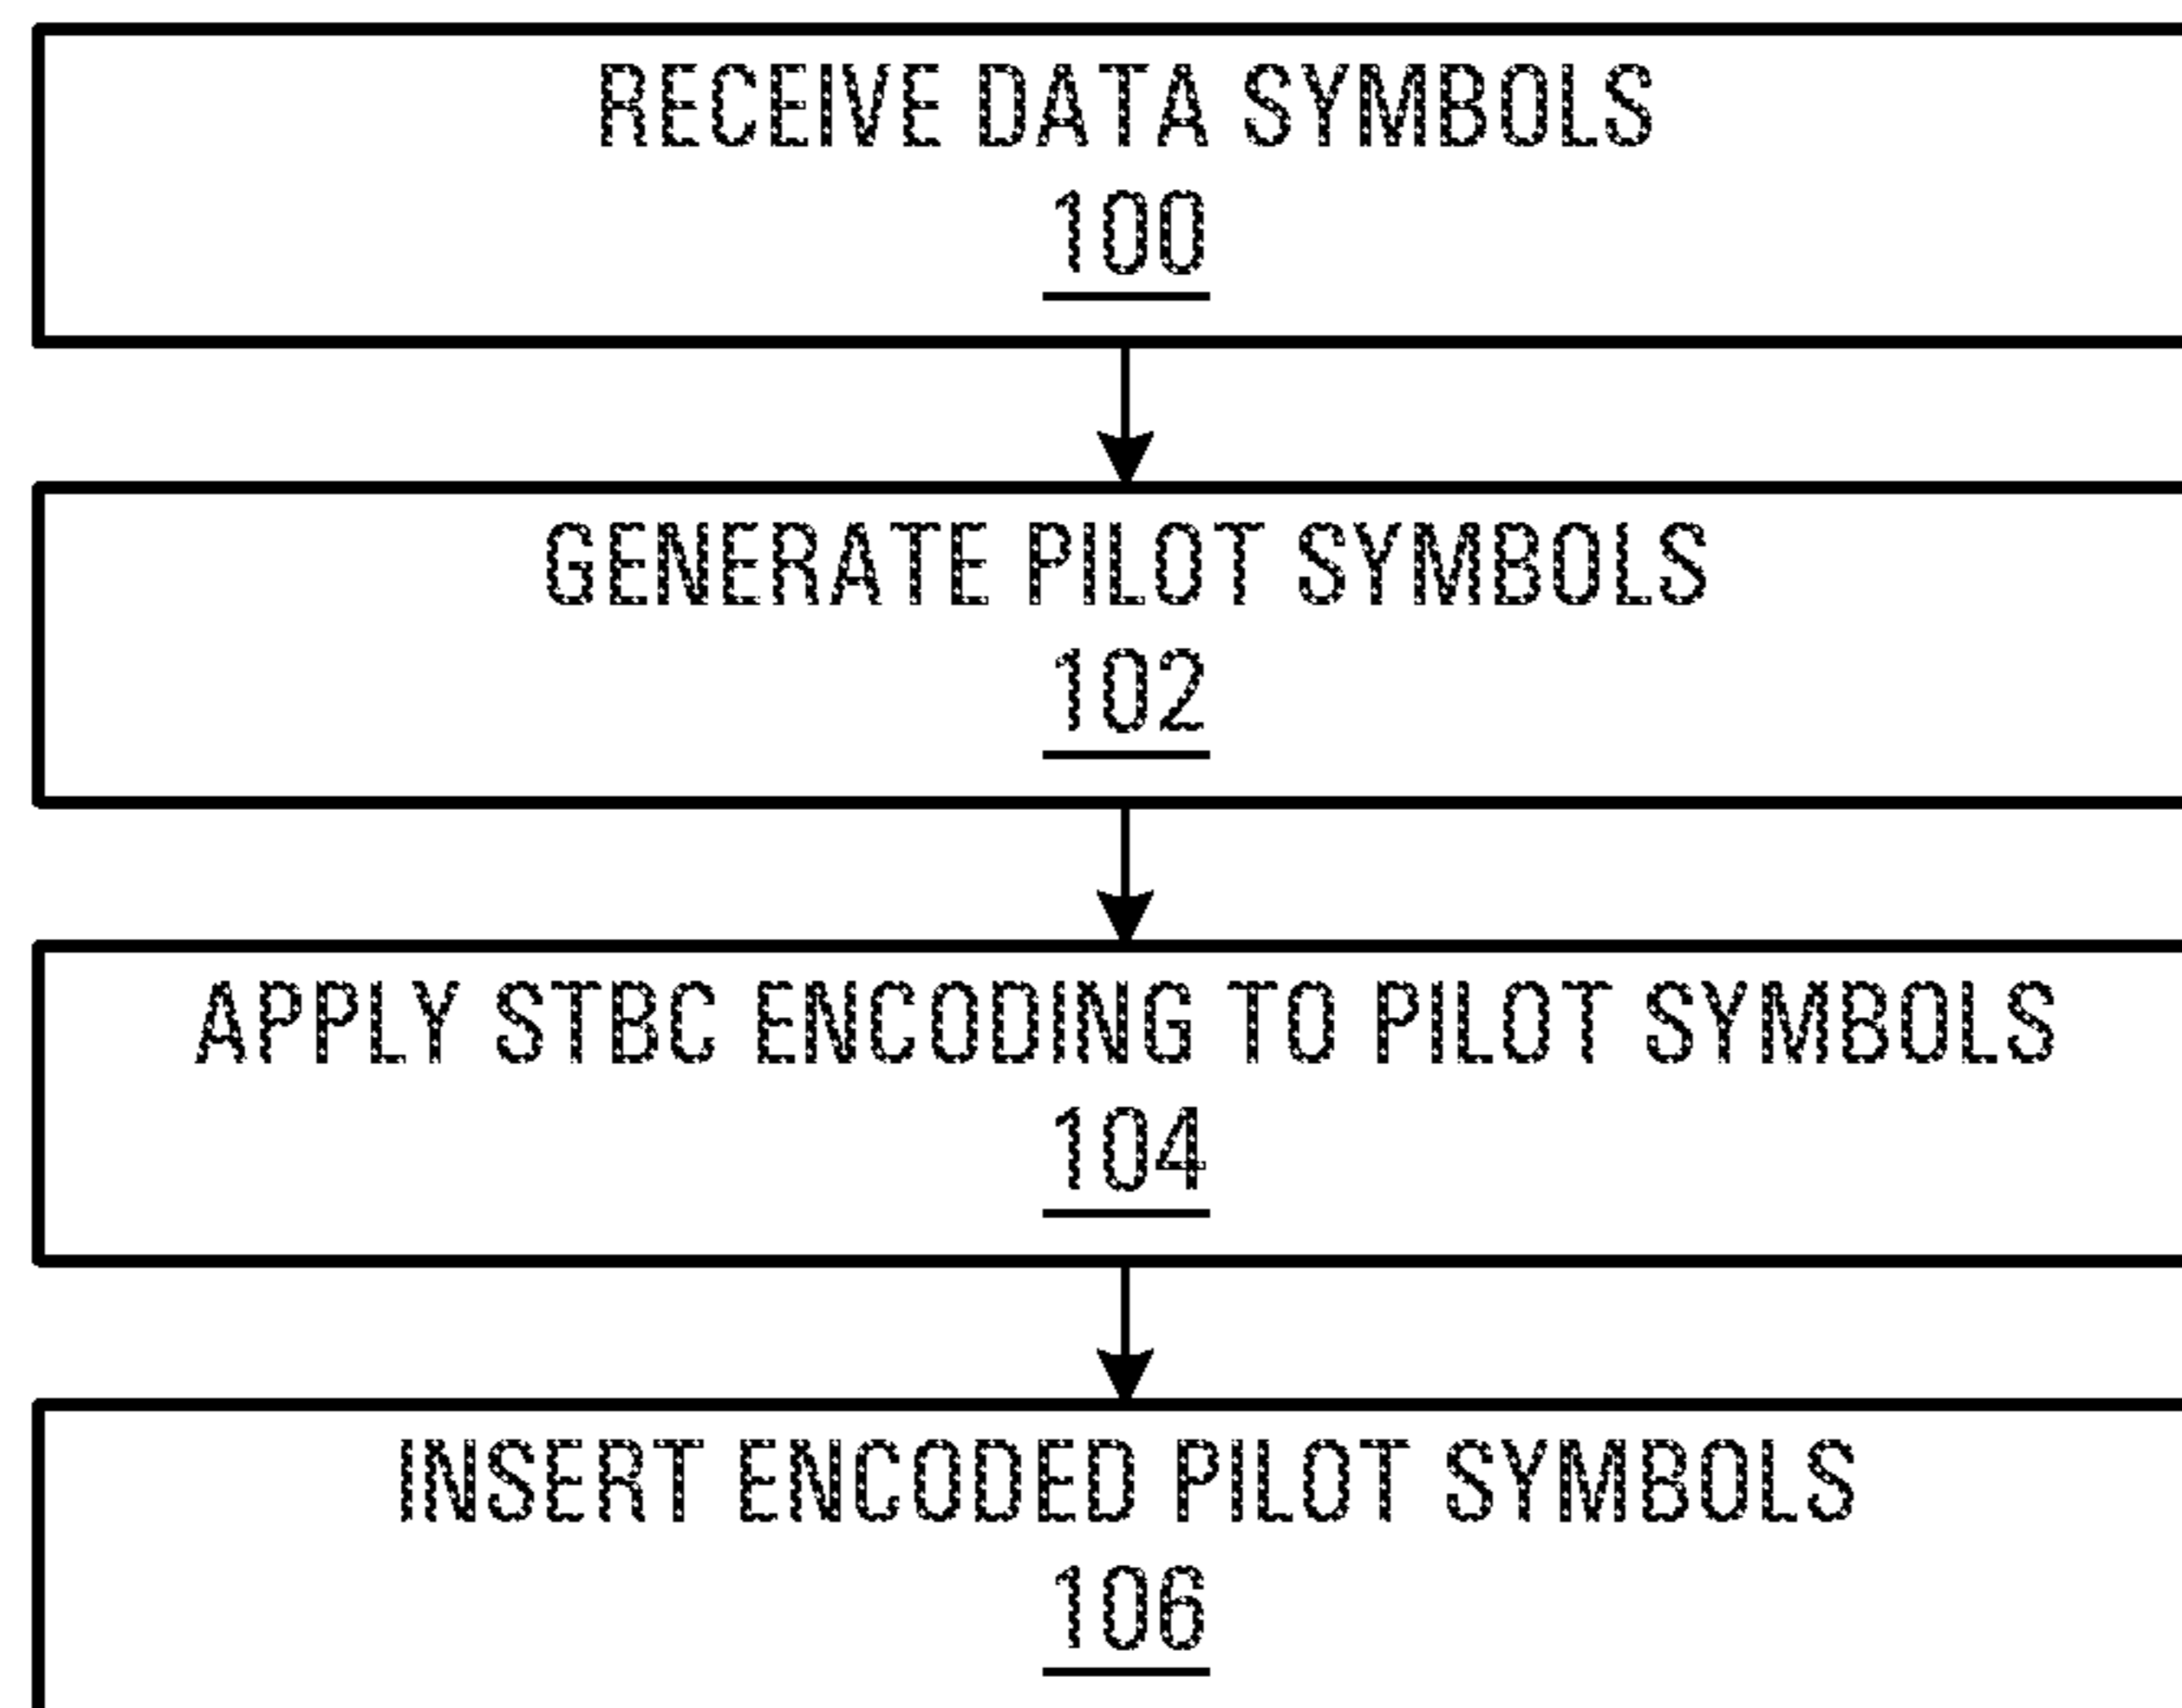 RECEIVE DATA SYMBOLS
100
GENERATE PILOT SYMBOLS
102
APPLY STBC ENCODING TO PILOT SYMBOLS
104
INSERT ENCODED PILOT SYMBOLS
106